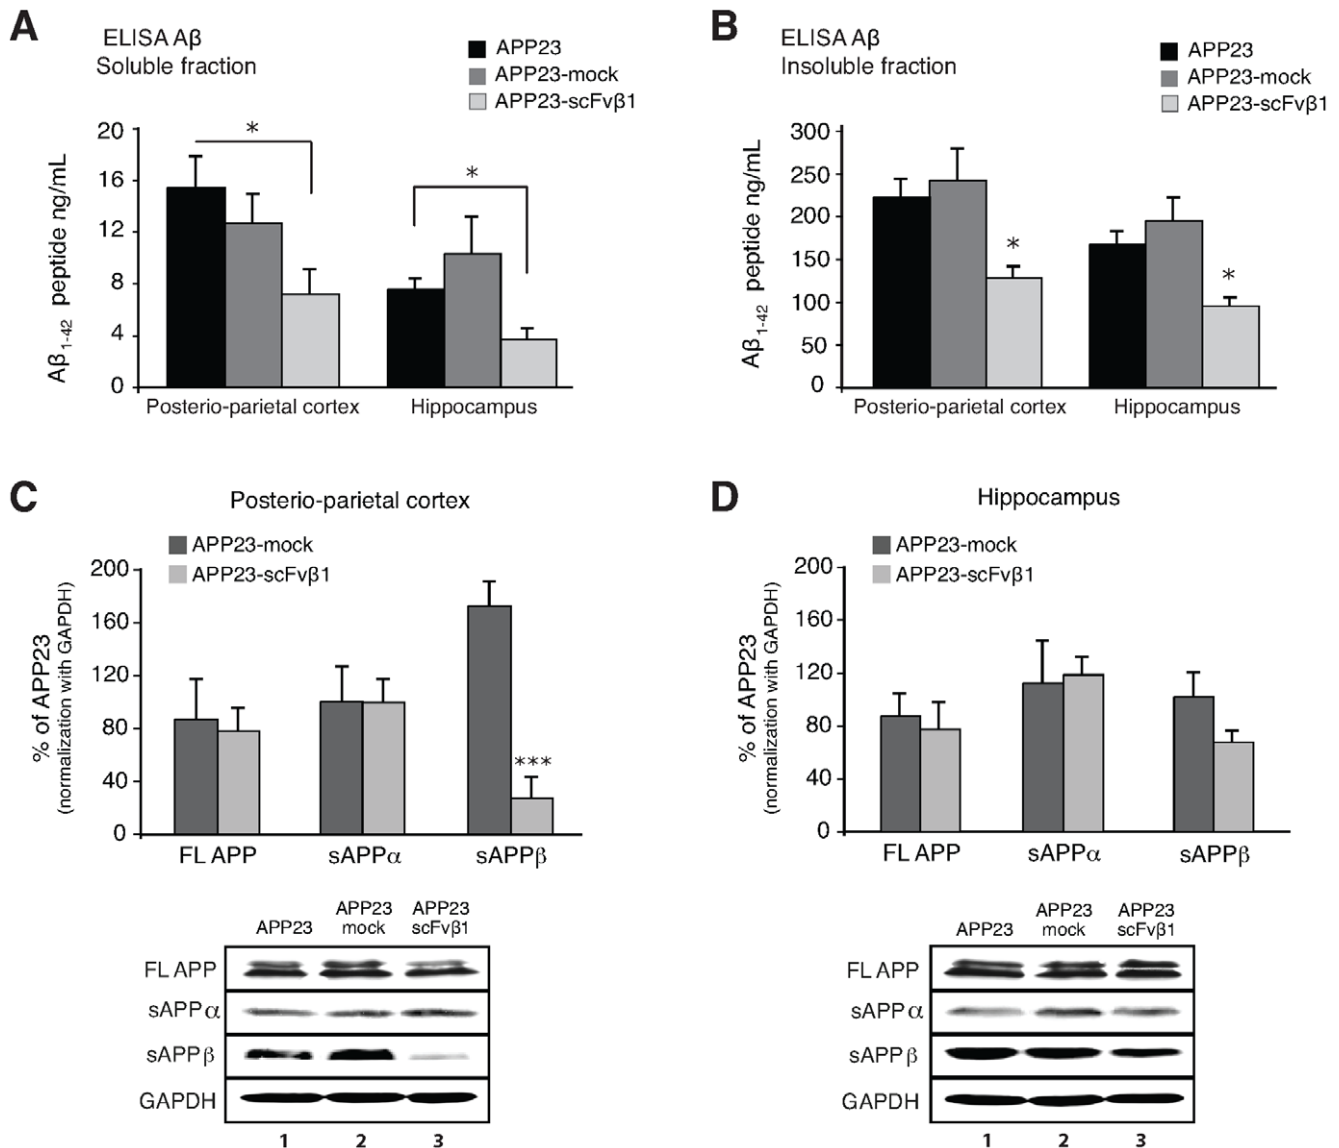 A
ELISA Aβ
Soluble fraction
APP23
APP23-mock
APP23-scFvβ1
Aβ1-42 peptide ng/mL
20
16
12
8
4
0
*
*
Posterio-parietal cortex
Hippocampus
B
ELISA Aβ
Insoluble fraction
APP23
APP23-mock
APP23-scFvβ1
Aβ1-42 peptide ng/mL
300
250
200
150
100
50
0
*
*
Posterio-parietal cortex
Hippocampus
C
Posterio-parietal cortex
APP23-mock
APP23-scFvβ1
% of APP23
(normalization with GAPDH)
200
160
120
80
40
0
***
FL APP
sAPPα
sAPPβ
APP23
APP23
mock
APP23
scFvβ1
FL APP
sAPPα
sAPPβ
GAPDH
1
2
3
D
Hippocampus
APP23-mock
APP23-scFvβ1
% of APP23
(normalization with GAPDH)
200
160
120
80
40
0
FL APP
sAPPα
sAPPβ
APP23
APP23
mock
APP23
scFvβ1
FL APP
sAPPα
sAPPβ
GAPDH
1
2
3